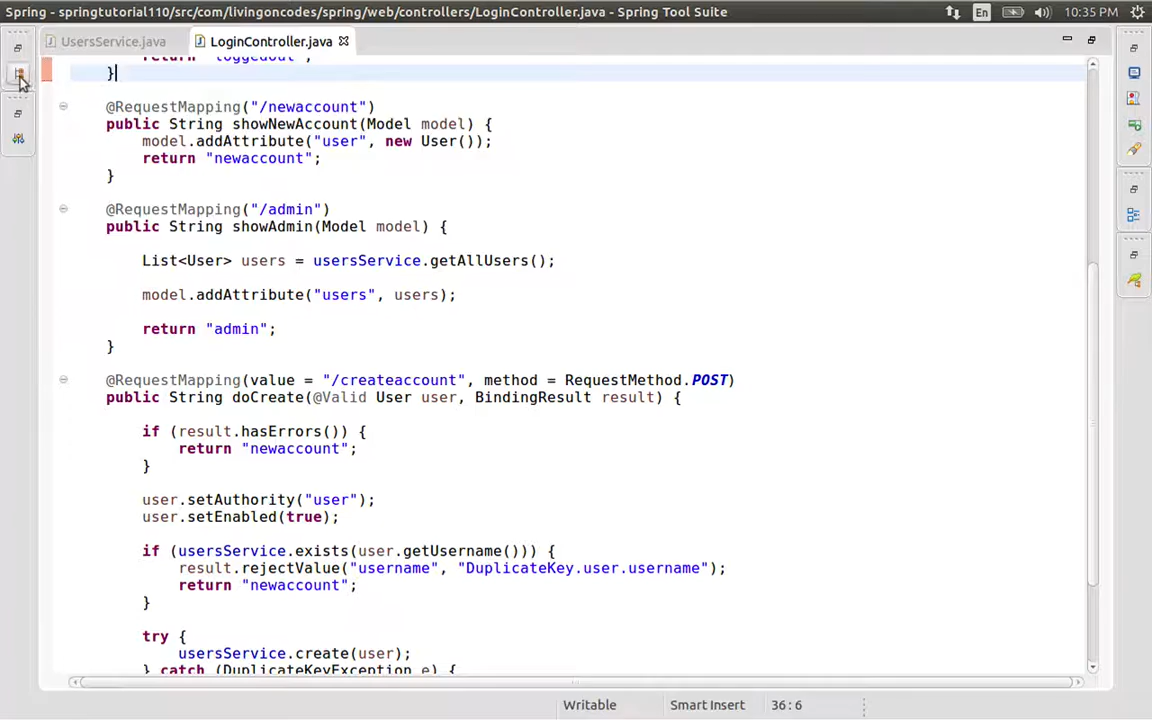 Spring - springtutorial110/src/com/livingoncodes/spring/web/controllers/LoginController.java - Spring Tool Suite
En
10:35 PM
UsersService.java
LoginController.java
return "loggedout";
}
@RequestMapping("/newaccount")
public String showNewAccount(Model model) {
model.addAttribute("user", new User());
return "newaccount";
}
@RequestMapping("/admin")
public String showAdmin(Model model) {
List<User> users = usersService.getAllUsers();
model.addAttribute("users", users);
return "admin";
}
@RequestMapping(value = "/createaccount", method = RequestMethod.POST)
public String doCreate(@Valid User user, BindingResult result) {
if (result.hasErrors()) {
return "newaccount";
}
user.setAuthority("user");
user.setEnabled(true);
if (usersService.exists(user.getUsername())) {
result.rejectValue("username", "DuplicateKey.user.username");
return "newaccount";
}
try {
usersService.create(user);
} catch (DuplicateKeyException e) {
Writable
Smart Insert
36 : 6